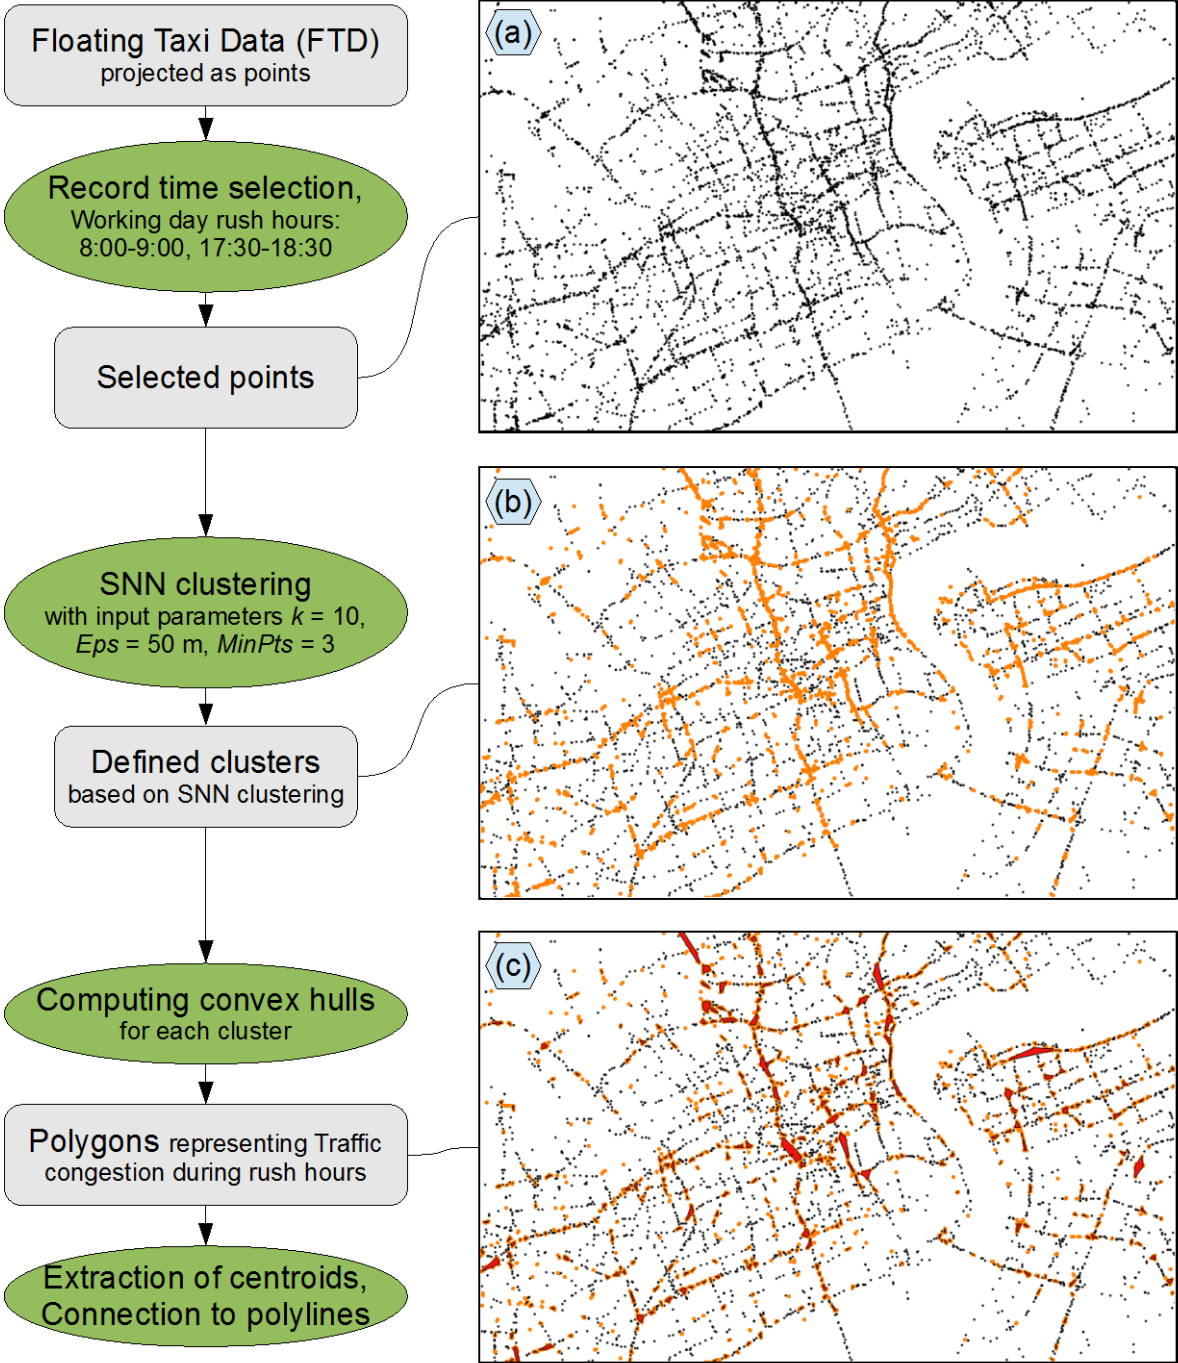 Floating Taxi Data (FTD)
projected as points
Record time selection,
Working day rush hours:
8:00-9:00, 17:30-18:30
Selected points
(a)
SNN clustering
with input parameters k = 10,
Eps = 50 m, MinPts = 3
Defined clusters
based on SNN clustering
(b)
Computing convex hulls
for each cluster
Polygons representing Traffic
congestion during rush hours
Extraction of centroids,
Connection to polylines
(c)